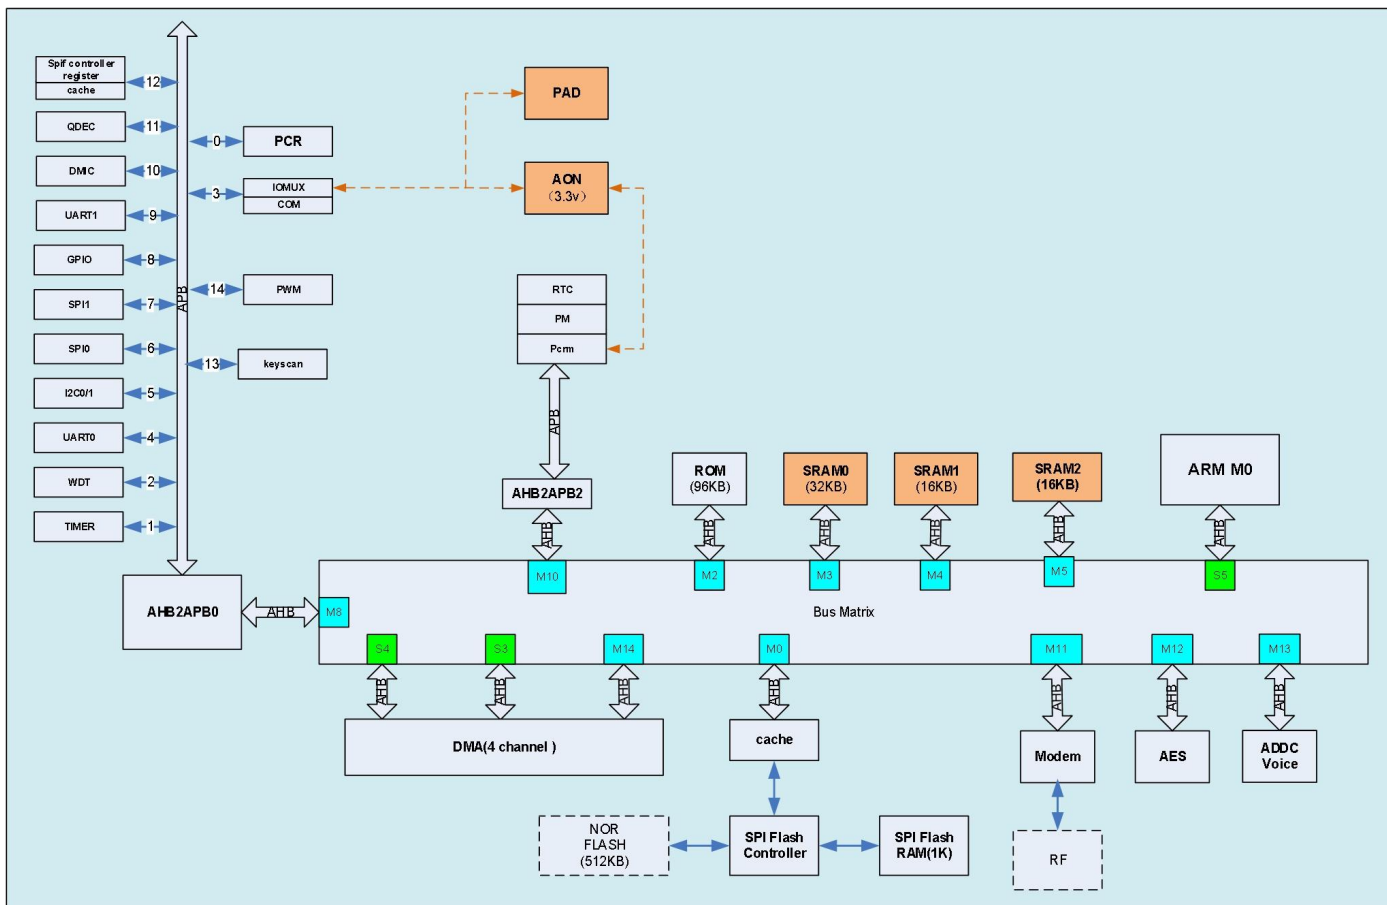 Spif controller
register
cache
12
QDEC
11
DMIC
10
UART1
9
GPIO
8
SPI1
7
SPI0
6
I2C0/1
5
UART0
4
WDT
2
TIMER
1
APB
0
PCR
3
IOMUX
COM
14
PWM
13
keyscan
PAD
AON
(3.3v)
RTC
PM
Pcrm
APB
AHB2APB2
AHB
M10
ROM
(96KB)
AHB
M2
SRAM0
(32KB)
AHB
M3
SRAM1
(16KB)
AHB
M4
SRAM2
(16KB)
AHB
M5
ARM M0
AHB
S5
AHB2APB0
AHB
M8
Bus Matrix
S4
S3
M14
M0
M11
M12
M13
AHB
AHB
AHB
AHB
AHB
AHB
AHB
DMA(4 channel )
cache
Modem
AES
ADDC
Voice
NOR
FLASH
(512KB)
SPI Flash
Controller
SPI Flash
RAM(1K)
RF